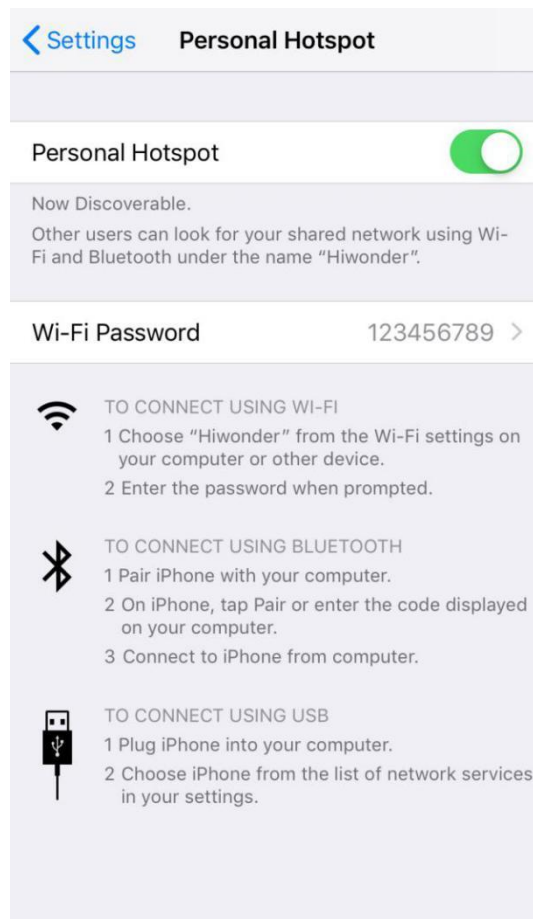 Settings Personal Hotspot
Personal Hotspot
Now Discoverable.
Other users can look for your shared network using Wi-
Fi and Bluetooth under the name “Hiwonder”.
Wi-Fi Password 123456789
TO CONNECT USING WI-FI
1 Choose “Hiwonder” from the Wi-Fi settings on
your computer or other device.
2 Enter the password when prompted.
TO CONNECT USING BLUETOOTH
1 Pair iPhone with your computer.
2 On iPhone, tap Pair or enter the code displayed
on your computer.
3 Connect to iPhone from computer.
TO CONNECT USING USB
1 Plug iPhone into your computer.
2 Choose iPhone from the list of network services
in your settings.